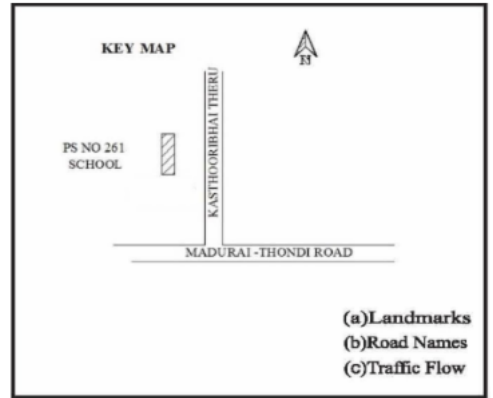 KEY MAP
PS NO 261
SCHOOL
KASTHOORIBHAI THERU
MADURAI -THONDI ROAD
(a)Landmarks
(b)Road Names
(c)Traffic Flow